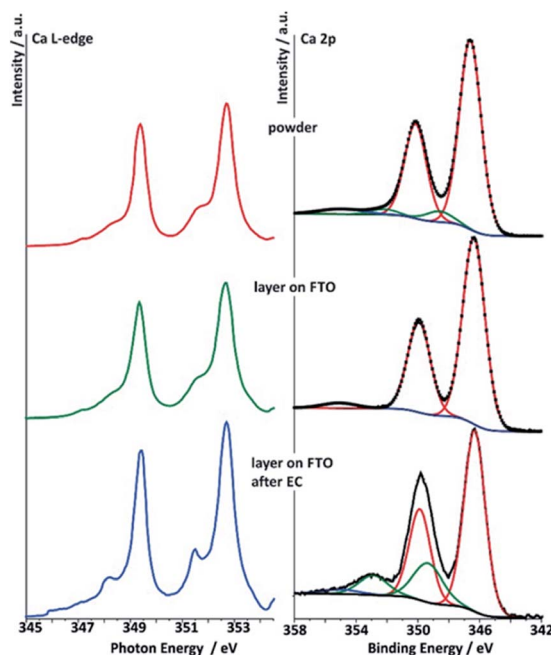 Ca L-edge
Intensity / a.u.
Ca 2p
Intensity / a.u.
powder
layer on FTO
layer on FTO
after EC
345 347 349 351 353
358 354 350 346 342
Photon Energy / eV
Binding Energy / eV